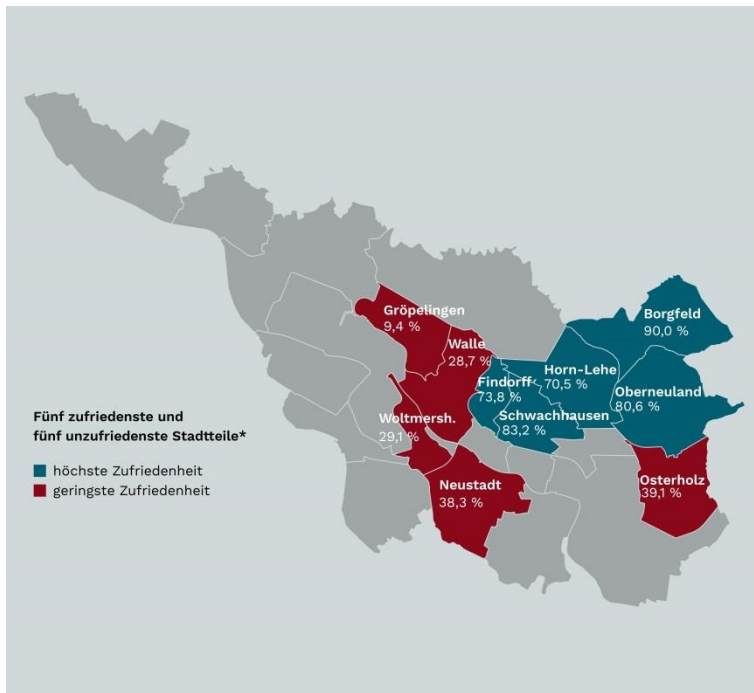 Borgfeld
90,0 %
Gröpelingen
9,4 %
Walle
28,7 %
Horn-Lehe
70,5 %
Findorff
73,8 %
Oberneuland
80,6 %
Schwachhausen
83,2 %
Woltmersh.
29,1 %
Fünf zufriedenste und
fünf unzufriedenste Stadtteile*
höchste Zufriedenheit
geringste Zufriedenheit
Neustadt
38,3 %
Osterholz
39,1 %